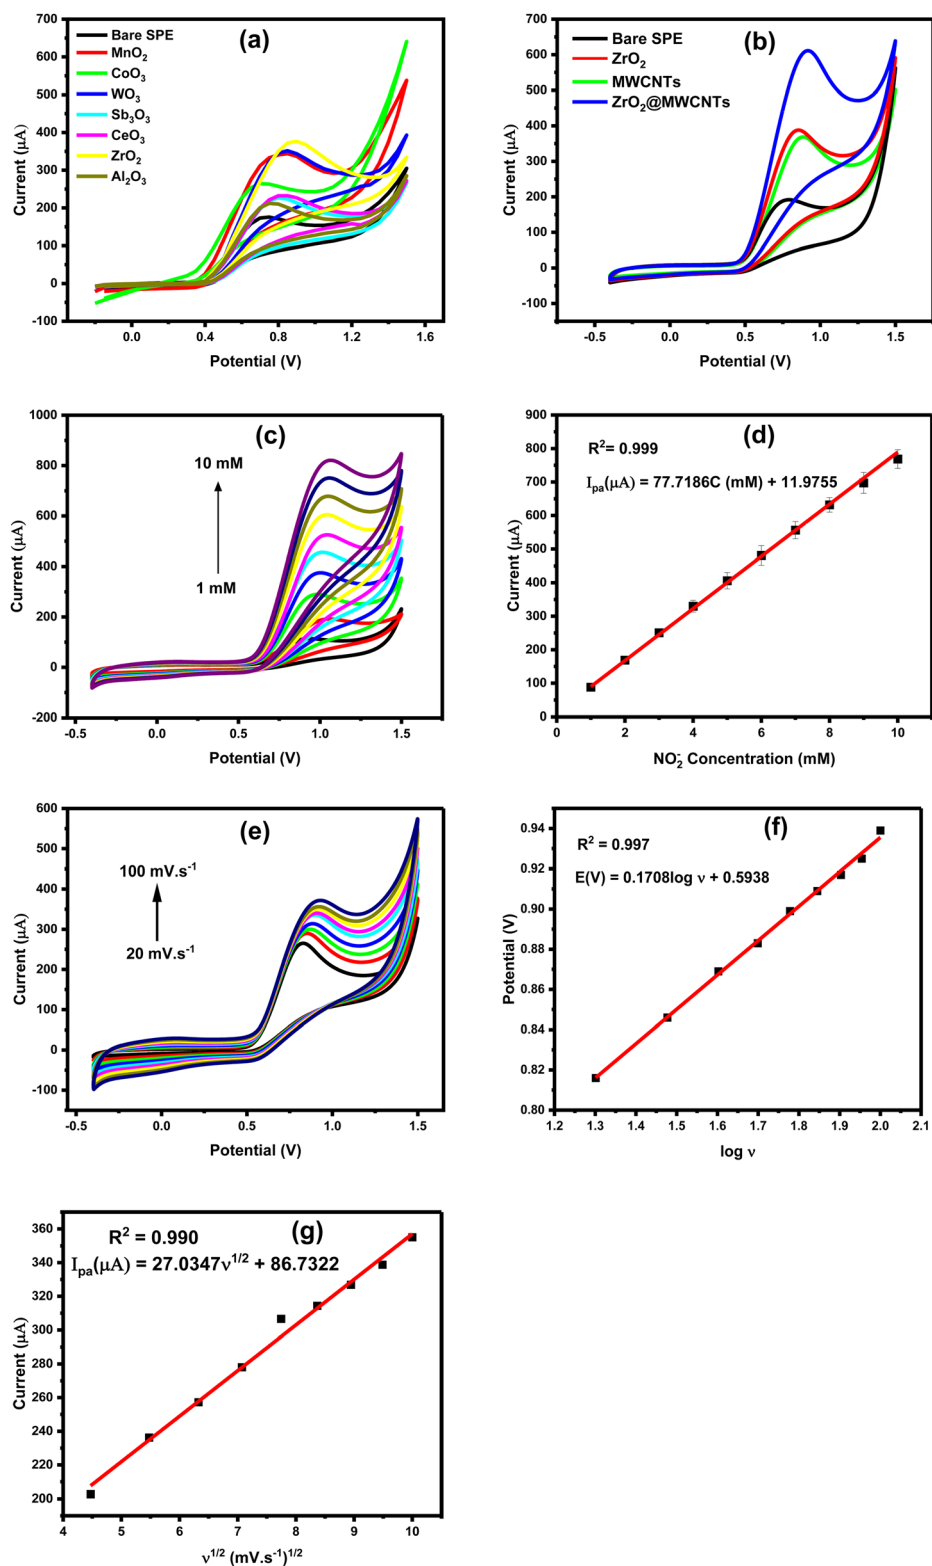 (a)
Bare SPE
MnO₂
CoO₃
WO₃
Sb₃O₃
CeO₃
ZrO₂
Al₂O₃
700
600
500
400
300
200
100
0
-100
Current (µA)
0.0 0.4 0.8 1.2 1.6
Potential (V)
(b)
Bare SPE
ZrO₂
MWCNTs
ZrO₂@MWCNTs
700
600
500
400
300
200
100
0
-100
Current (µA)
-0.5 0.0 0.5 1.0 1.5
Potential (V)
(c)
10 mM
1 mM
1000
800
600
400
200
0
-200
Current (µA)
-0.5 0.0 0.5 1.0 1.5
Potential (V)
(d)
R²= 0.999
Iₚₐ(µA) = 77.7186C (mM) + 11.9755
900
800
700
600
500
400
300
200
100
0
Current (µA)
0 2 4 6 8 10
NO₂⁻ Concentration (mM)
(e)
100 mV.s⁻¹
20 mV.s⁻¹
600
500
400
300
200
100
0
-100
Current (µA)
-0.5 0.0 0.5 1.0 1.5
Potential (V)
(f)
R² = 0.997
E(V) = 0.1708log ν + 0.5938
0.94
0.92
0.90
0.88
0.86
0.84
0.82
0.80
Potential (V)
1.2 1.3 1.4 1.5 1.6 1.7 1.8 1.9 2.0 2.1
log ν
(g)
R² = 0.990
Iₚₐ(µA) = 27.0347ν¹/² + 86.7322
360
340
320
300
280
260
240
220
200
Current (µA)
4 5 6 7 8 9 10
ν¹/² (mV.s⁻¹)¹/²